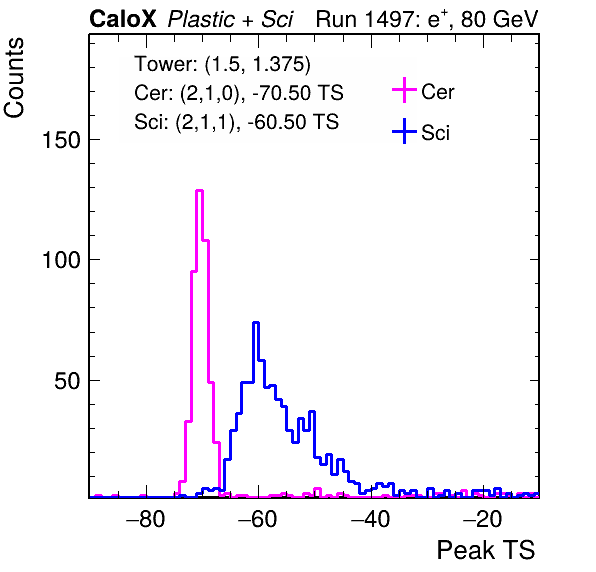 CaloX Plastic + Sci Run 1497: e⁺, 80 GeV
Counts
Tower: (1.5, 1.375)
Cer: (2,1,0), -70.50 TS
Sci: (2,1,1), -60.50 TS
Cer
Sci
150
100
50
−80 −60 −40 −20
Peak TS